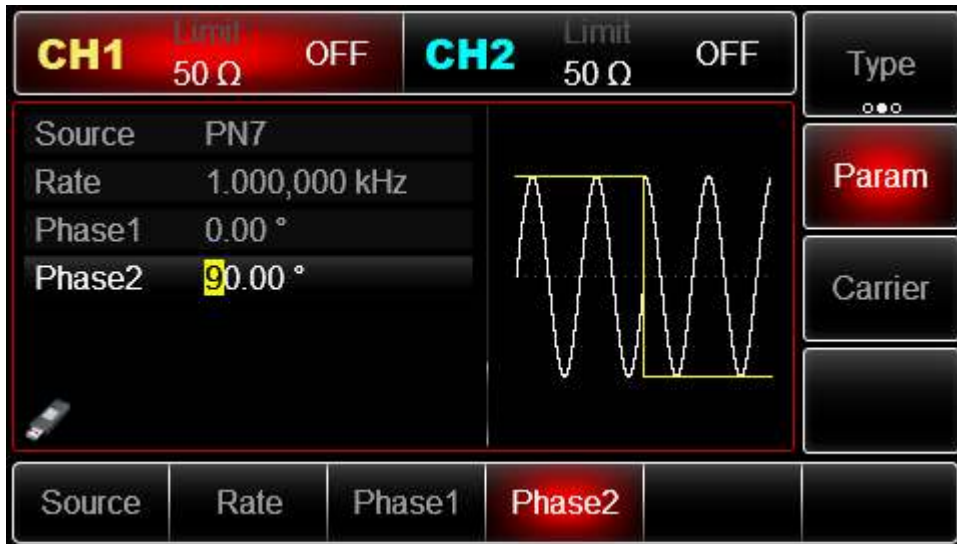 CH1 Limit 50 Ω OFF
CH2 Limit 50 Ω OFF
Type
Source PN7
Rate 1.000,000 kHz
Phase1 0.00 °
Phase2 90.00 °
Param
Carrier
Source Rate Phase1 Phase2